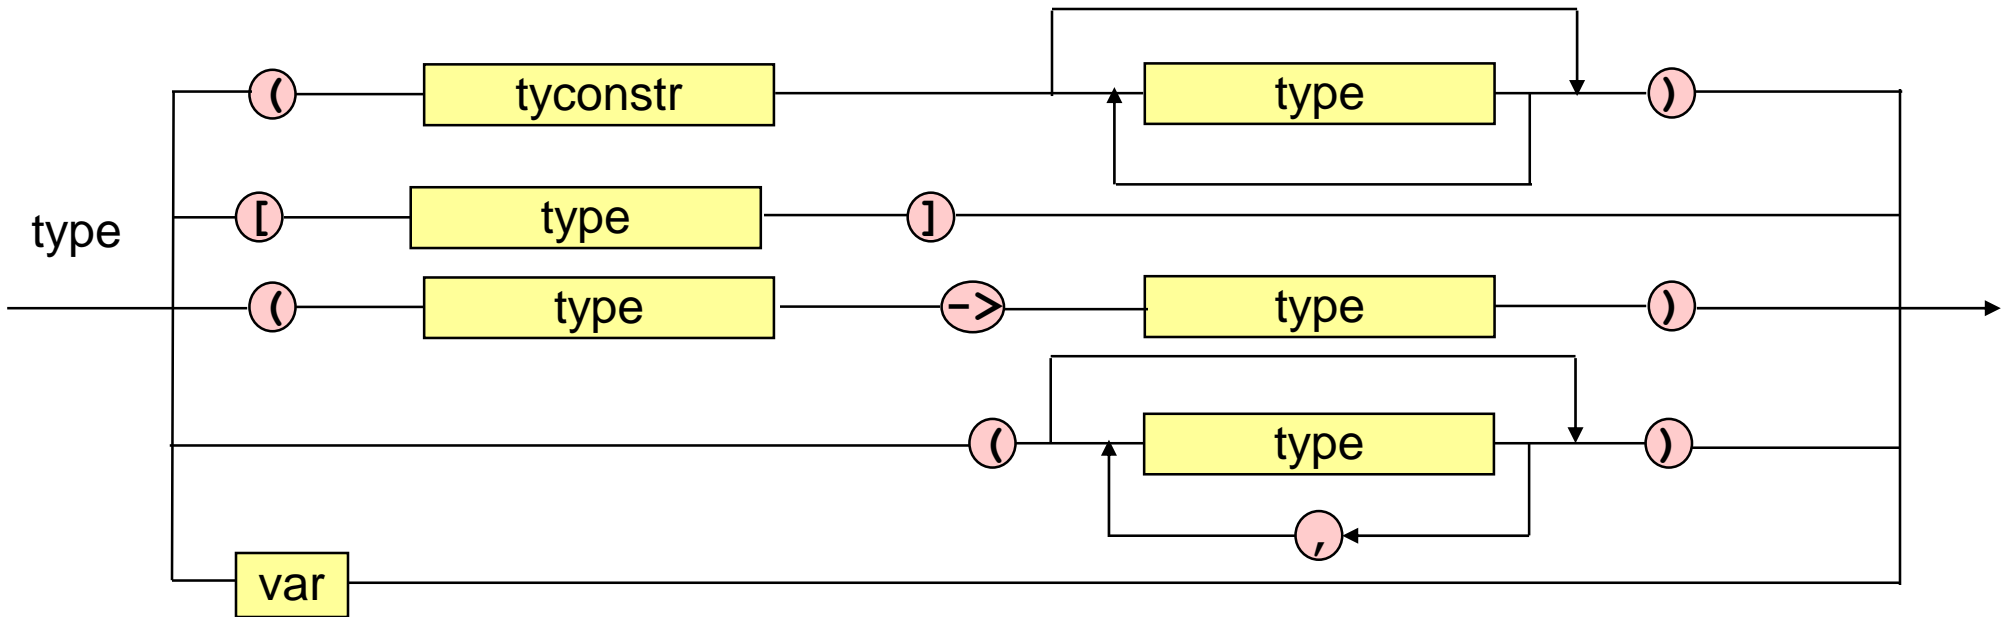 ( tyconstr type )
[ type ]
type
( type -> type )
( type )
,
var